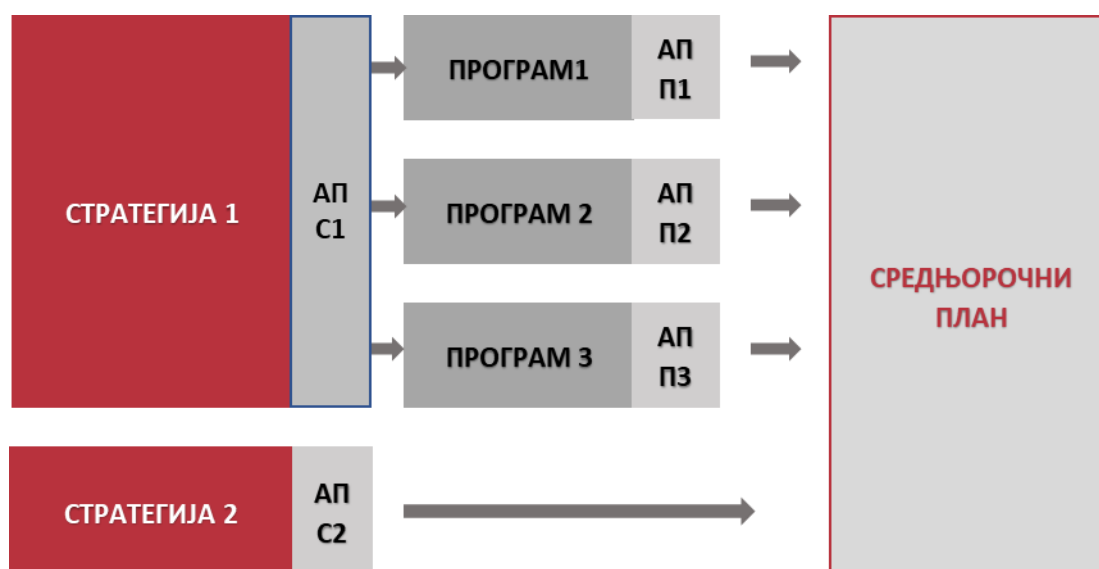 СТРАТЕГИЈА 1
АП
С1
ПРОГРАМ1
АП
П1
ПРОГРАМ 2
АП
П2
ПРОГРАМ 3
АП
П3
СРЕДЊОРОЧНИ
ПЛАН
СТРАТЕГИЈА 2
АП
С2